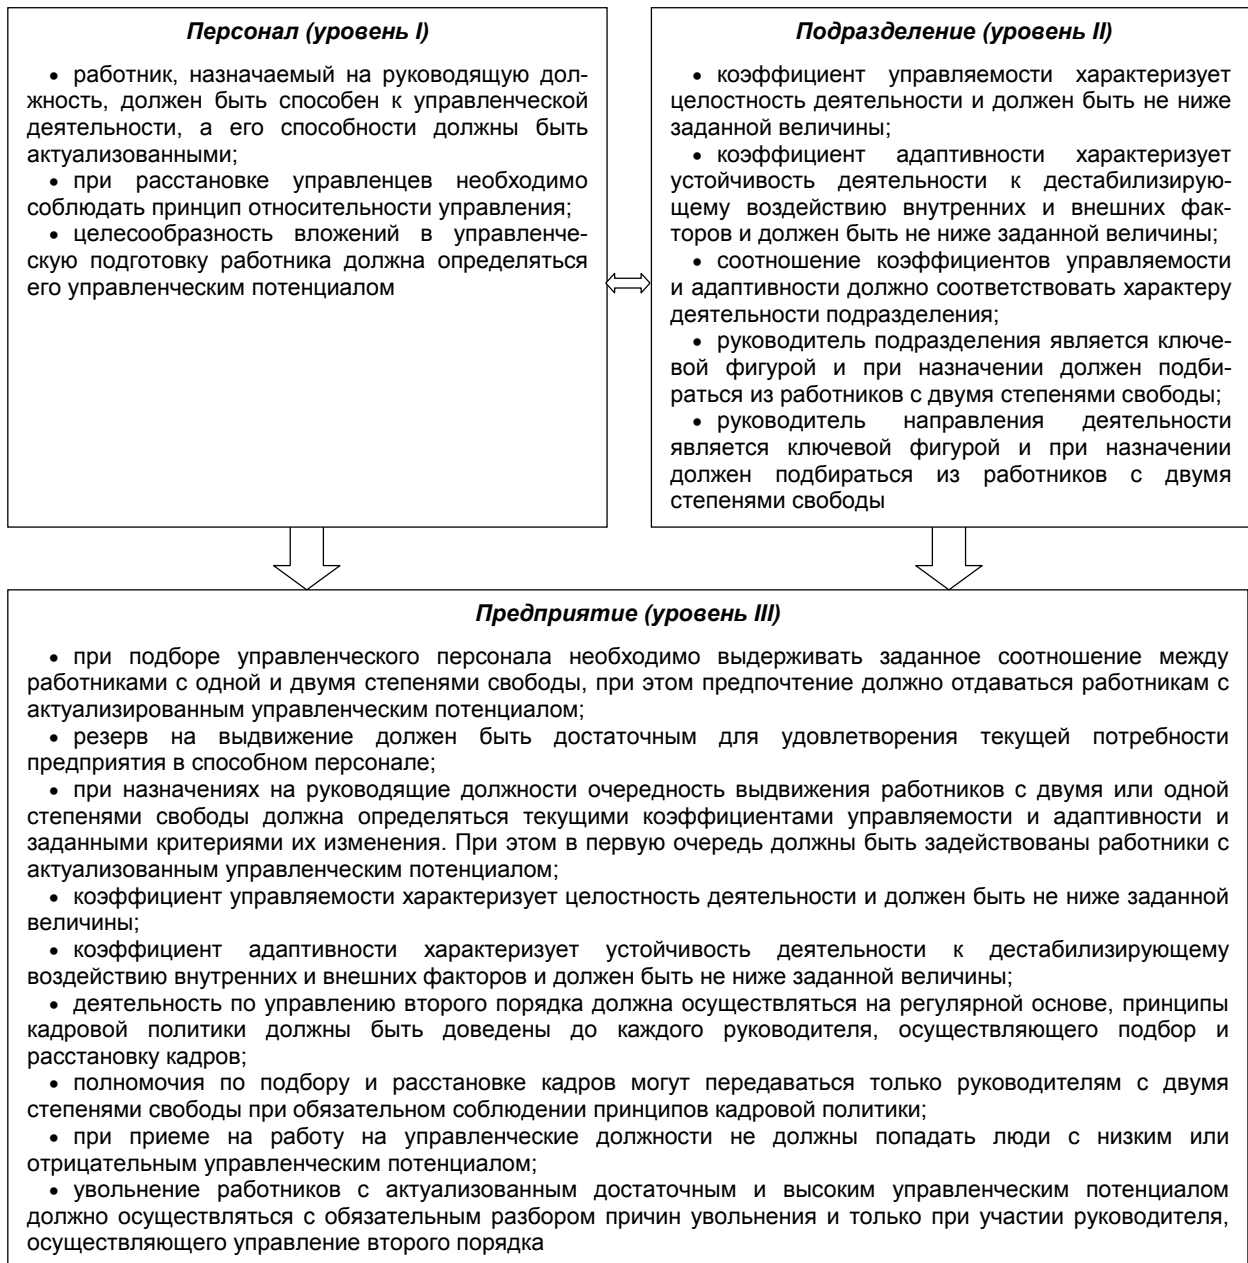 Персонал (уровень I)
• работник, назначаемый на руководящую дол-
жность, должен быть способен к управленческой
деятельности, а его способности должны быть
актуализованными;
• при расстановке управленцев необходимо
соблюдать принцип относительности управления;
• целесообразность вложений в управленче-
скую подготовку работника должна определяться
его управленческим потенциалом
Подразделение (уровень II)
• коэффициент управляемости характеризует
целостность деятельности и должен быть не ниже
заданной величины;
• коэффициент адаптивности характеризует
устойчивость деятельности к дестабилизирую-
щему воздействию внутренних и внешних фак-
торов и должен быть не ниже заданной величины;
• соотношение коэффициентов управляемости
и адаптивности должно соответствовать характеру
деятельности подразделения;
• руководитель подразделения является ключе-
вой фигурой и при назначении должен подби-
раться из работников с двумя степенями свободы;
• руководитель направления деятельности
является ключевой фигурой и при назначении
должен подбираться из работников с двумя
степенями свободы
Предприятие (уровень III)
• при подборе управленческого персонала необходимо выдерживать заданное соотношение между
работниками с одной и двумя степенями свободы, при этом предпочтение должно отдаваться работникам с
актуализированным управленческим потенциалом;
• резерв на выдвижение должен быть достаточным для удовлетворения текущей потребности
предприятия в способном персонале;
• при назначениях на руководящие должности очередность выдвижения работников с двумя или одной
степенями свободы должна определяться текущими коэффициентами управляемости и адаптивности и
заданными критериями их изменения. При этом в первую очередь должны быть задействованы работники с
актуализованным управленческим потенциалом;
• коэффициент управляемости характеризует целостность деятельности и должен быть не ниже заданной
величины;
• коэффициент адаптивности характеризует устойчивость деятельности к дестабилизирующему
воздействию внутренних и внешних факторов и должен быть не ниже заданной величины;
• деятельность по управлению второго порядка должна осуществляться на регулярной основе, принципы
кадровой политики должны быть доведены до каждого руководителя, осуществляющего подбор и
расстановку кадров;
• полномочия по подбору и расстановке кадров могут передаваться только руководителям с двумя
степенями свободы при обязательном соблюдении принципов кадровой политики;
• при приеме на работу на управленческие должности не должны попадать люди с низким или
отрицательным управленческим потенциалом;
• увольнение работников с актуализованным достаточным и высоким управленческим потенциалом
должно осуществляться с обязательным разбором причин увольнения и только при участии руководителя,
осуществляющего управление второго порядка